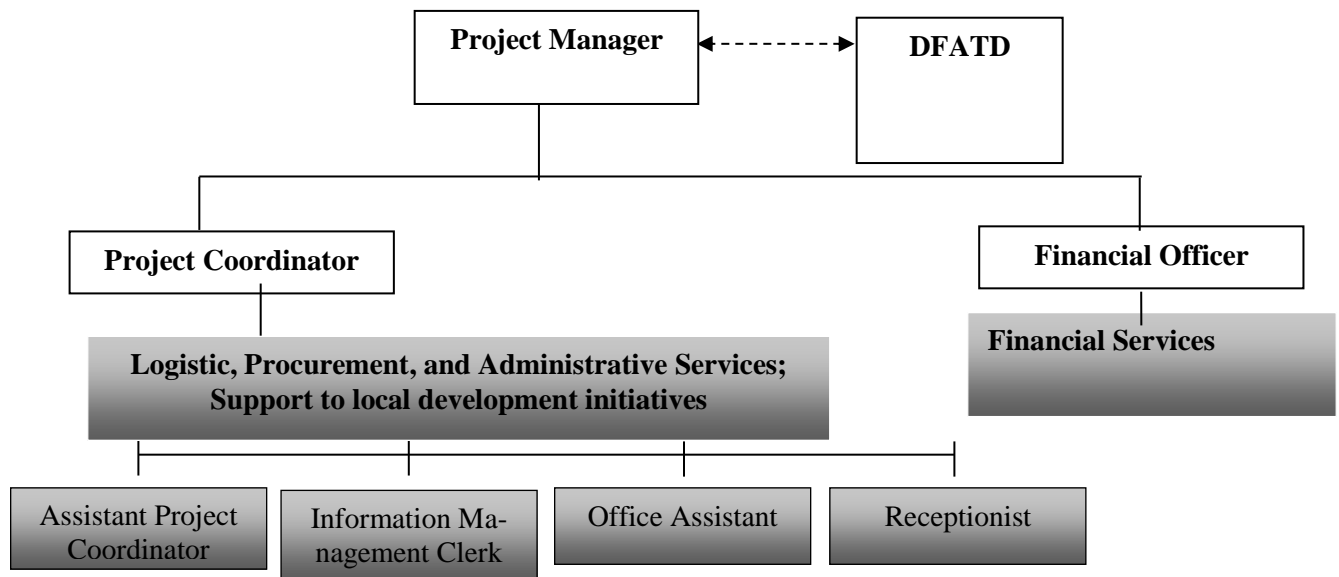 Project Manager
DFATD
Project Coordinator
Financial Officer
Logistic, Procurement, and Administrative Services;
Support to local development initiatives
Financial Services
Assistant Project
Coordinator
Information Ma-
nagement Clerk
Office Assistant
Receptionist